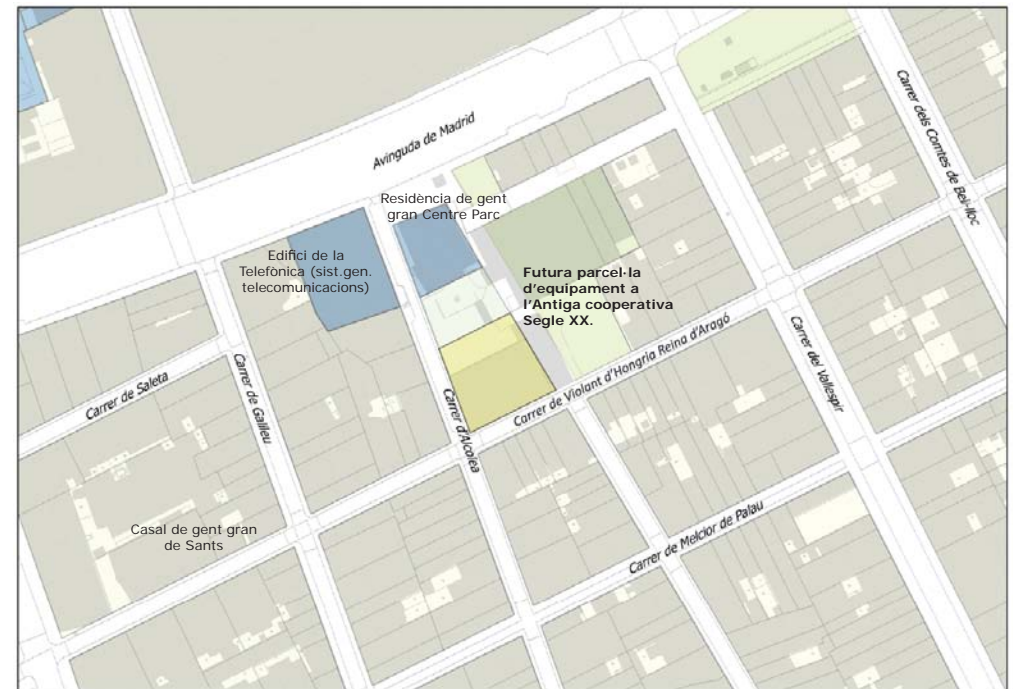 Carrer dels Comtes de Bell-lloc
Avinguda de Madrid
Residència de gent
gran Centre Parc
Edifici de la
Telefònica (sist.gen.
telecomunicacions)
Futura parcel·la
d'equipament a
l'Antiga cooperativa
Segle XX.
Carrer de Violant d'Hongria Reina d'Aragó
Carrer del Vallespir
Carrer de Saleta
Carrer de Galileu
Carrer d'Alcolea
Casal de gent gran
de Sants
Carrer de Melcior de Palau